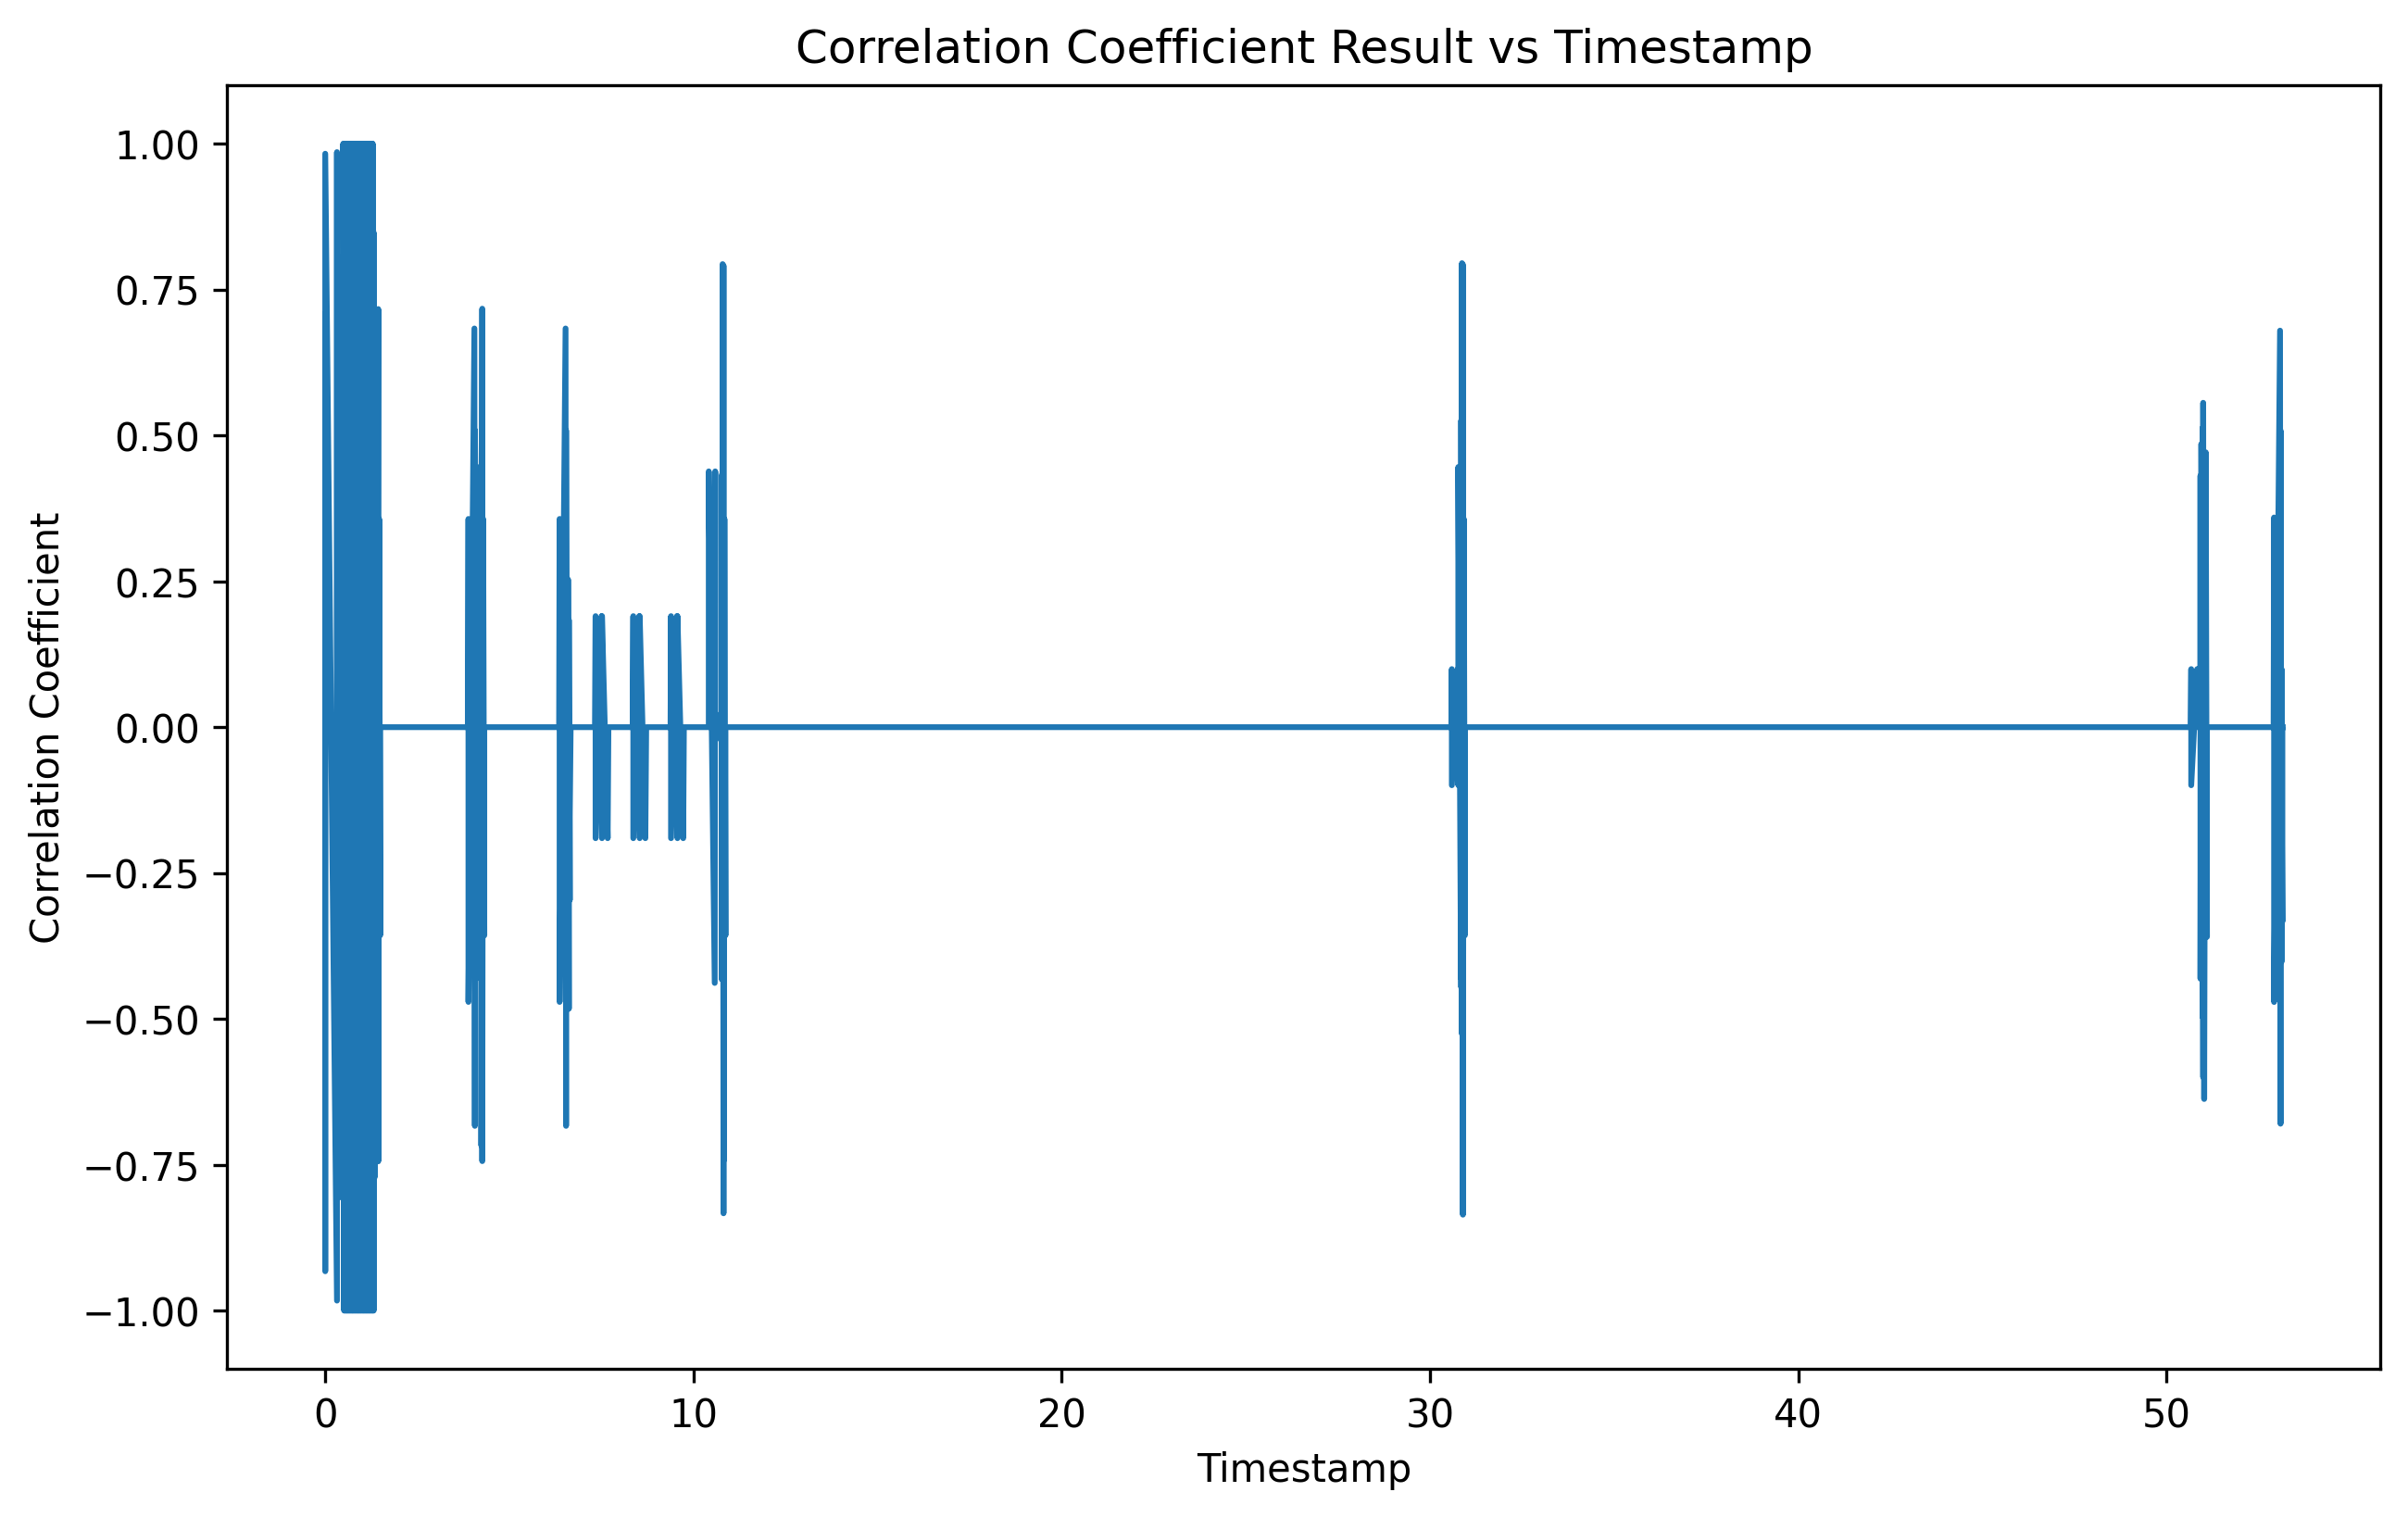 Correlation Coefficient Result vs Timestamp
Correlation Coefficient
1.00
0.75
0.50
0.25
0.00
−0.25
−0.50
−0.75
−1.00
0 10 20 30 40 50
Timestamp